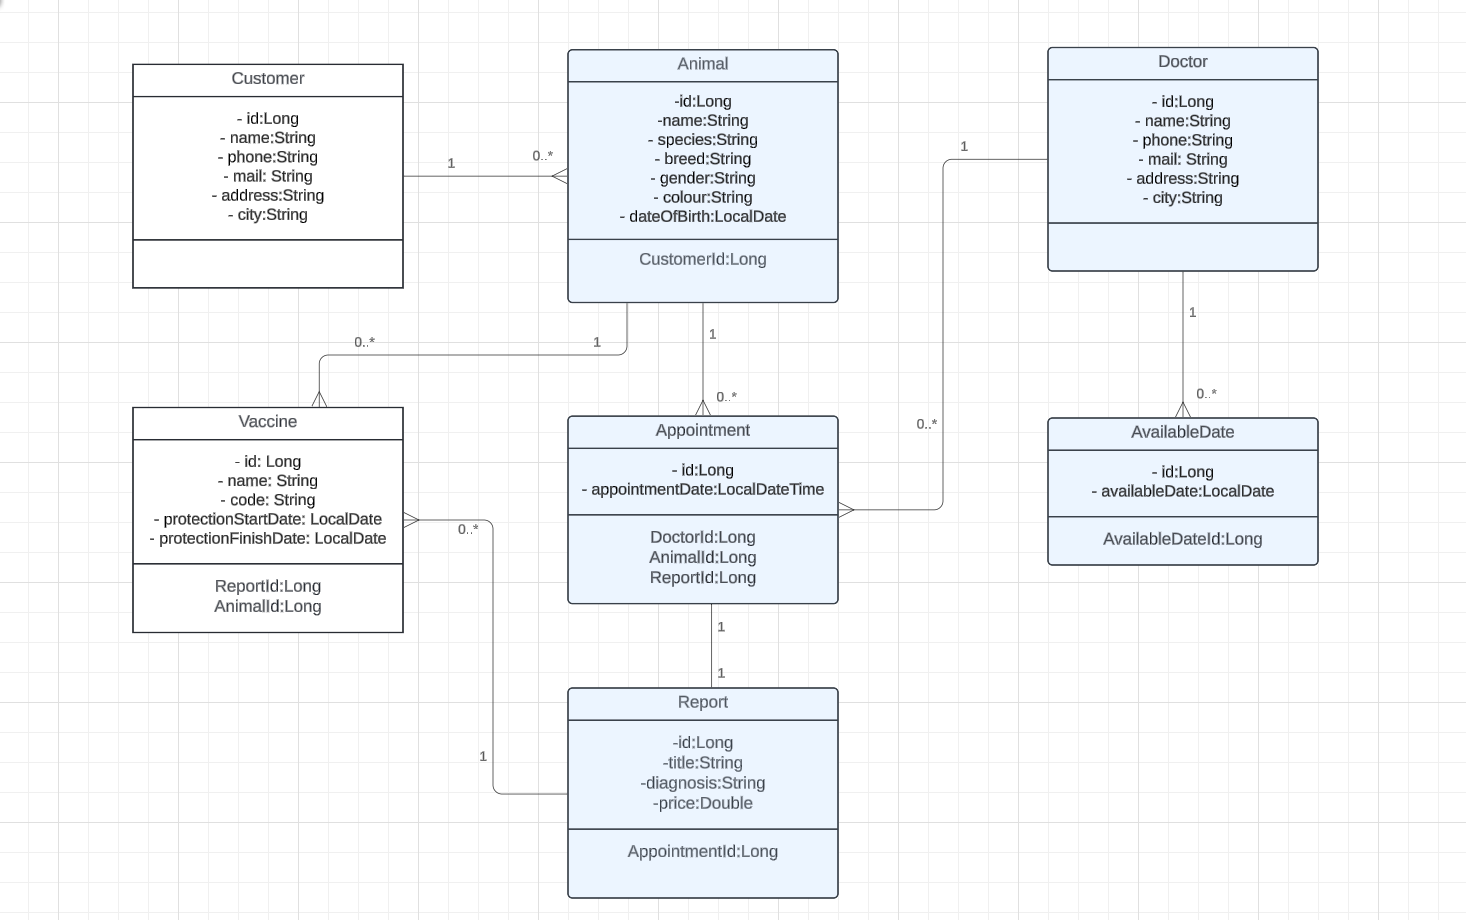 Customer
- id:Long
- name:String
- phone:String
- mail: String
- address:String
- city:String
1
0..*
Animal
-id:Long
-name:String
- species:String
- breed:String
- gender:String
- colour:String
- dateOfBirth:LocalDate
CustomerId:Long
Doctor
- id:Long
- name:String
- phone:String
- mail: String
- address:String
- city:String
1
0..*
1
0..*
1
0..*
1
0..*
Vaccine
- id: Long
- name: String
- code: String
- protectionStartDate: LocalDate
- protectionFinishDate: LocalDate
ReportId:Long
AnimalId:Long
0..*
1
Appointment
- id:Long
- appointmentDate:LocalDateTime
DoctorId:Long
AnimalId:Long
ReportId:Long
AvailableDate
- id:Long
- availableDate:LocalDate
AvailableDateId:Long
1
1
Report
-id:Long
-title:String
-diagnosis:String
-price:Double
AppointmentId:Long